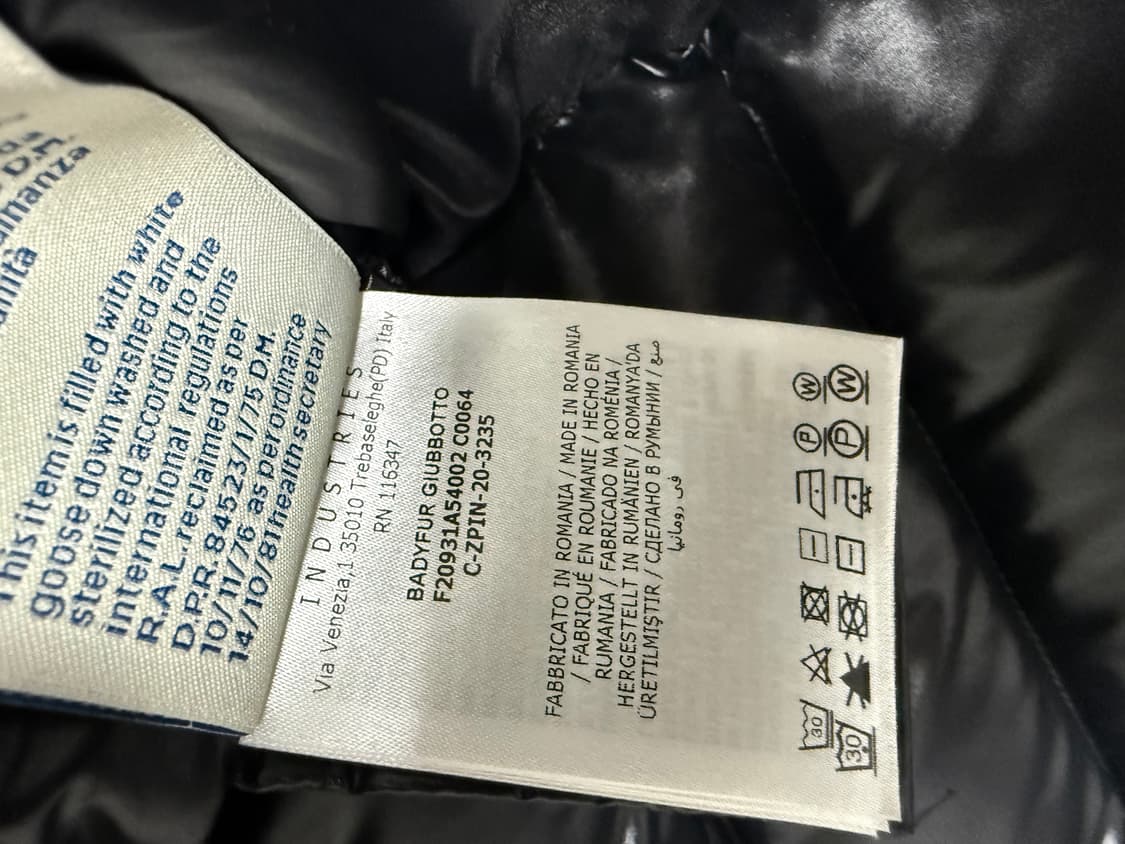 D.M.
This item is filled with white
goose down washed and
sterilized according to the
international regulations
R.A.L. reclaimed as per
D.P.R. 84523/1/75 D.M.
10/11/76 as per ordinance
14/10/81 health secretary
INDUSTRIES
Via Venezia,1 35010 Trebaseleghe(PD) Italy
RN 116347
BADYFUR GIUBBOTTO
F20931A54002 C0064
C-ZPIN-20-3235
FABBRICATO IN ROMANIA / MADE IN ROMANIA
/ FABRIQUÉ EN ROUMANIE / HECHO EN
RUMANIA / FABRICADO NA ROMÉNIA /
HERGESTELLT IN RUMÄNIEN / ROMANYA'DA
ÜRETILMIŞTIR / СДЕЛАНО В РУМЫНИИ / صنع
في رومانيا
30 P W
30 P W